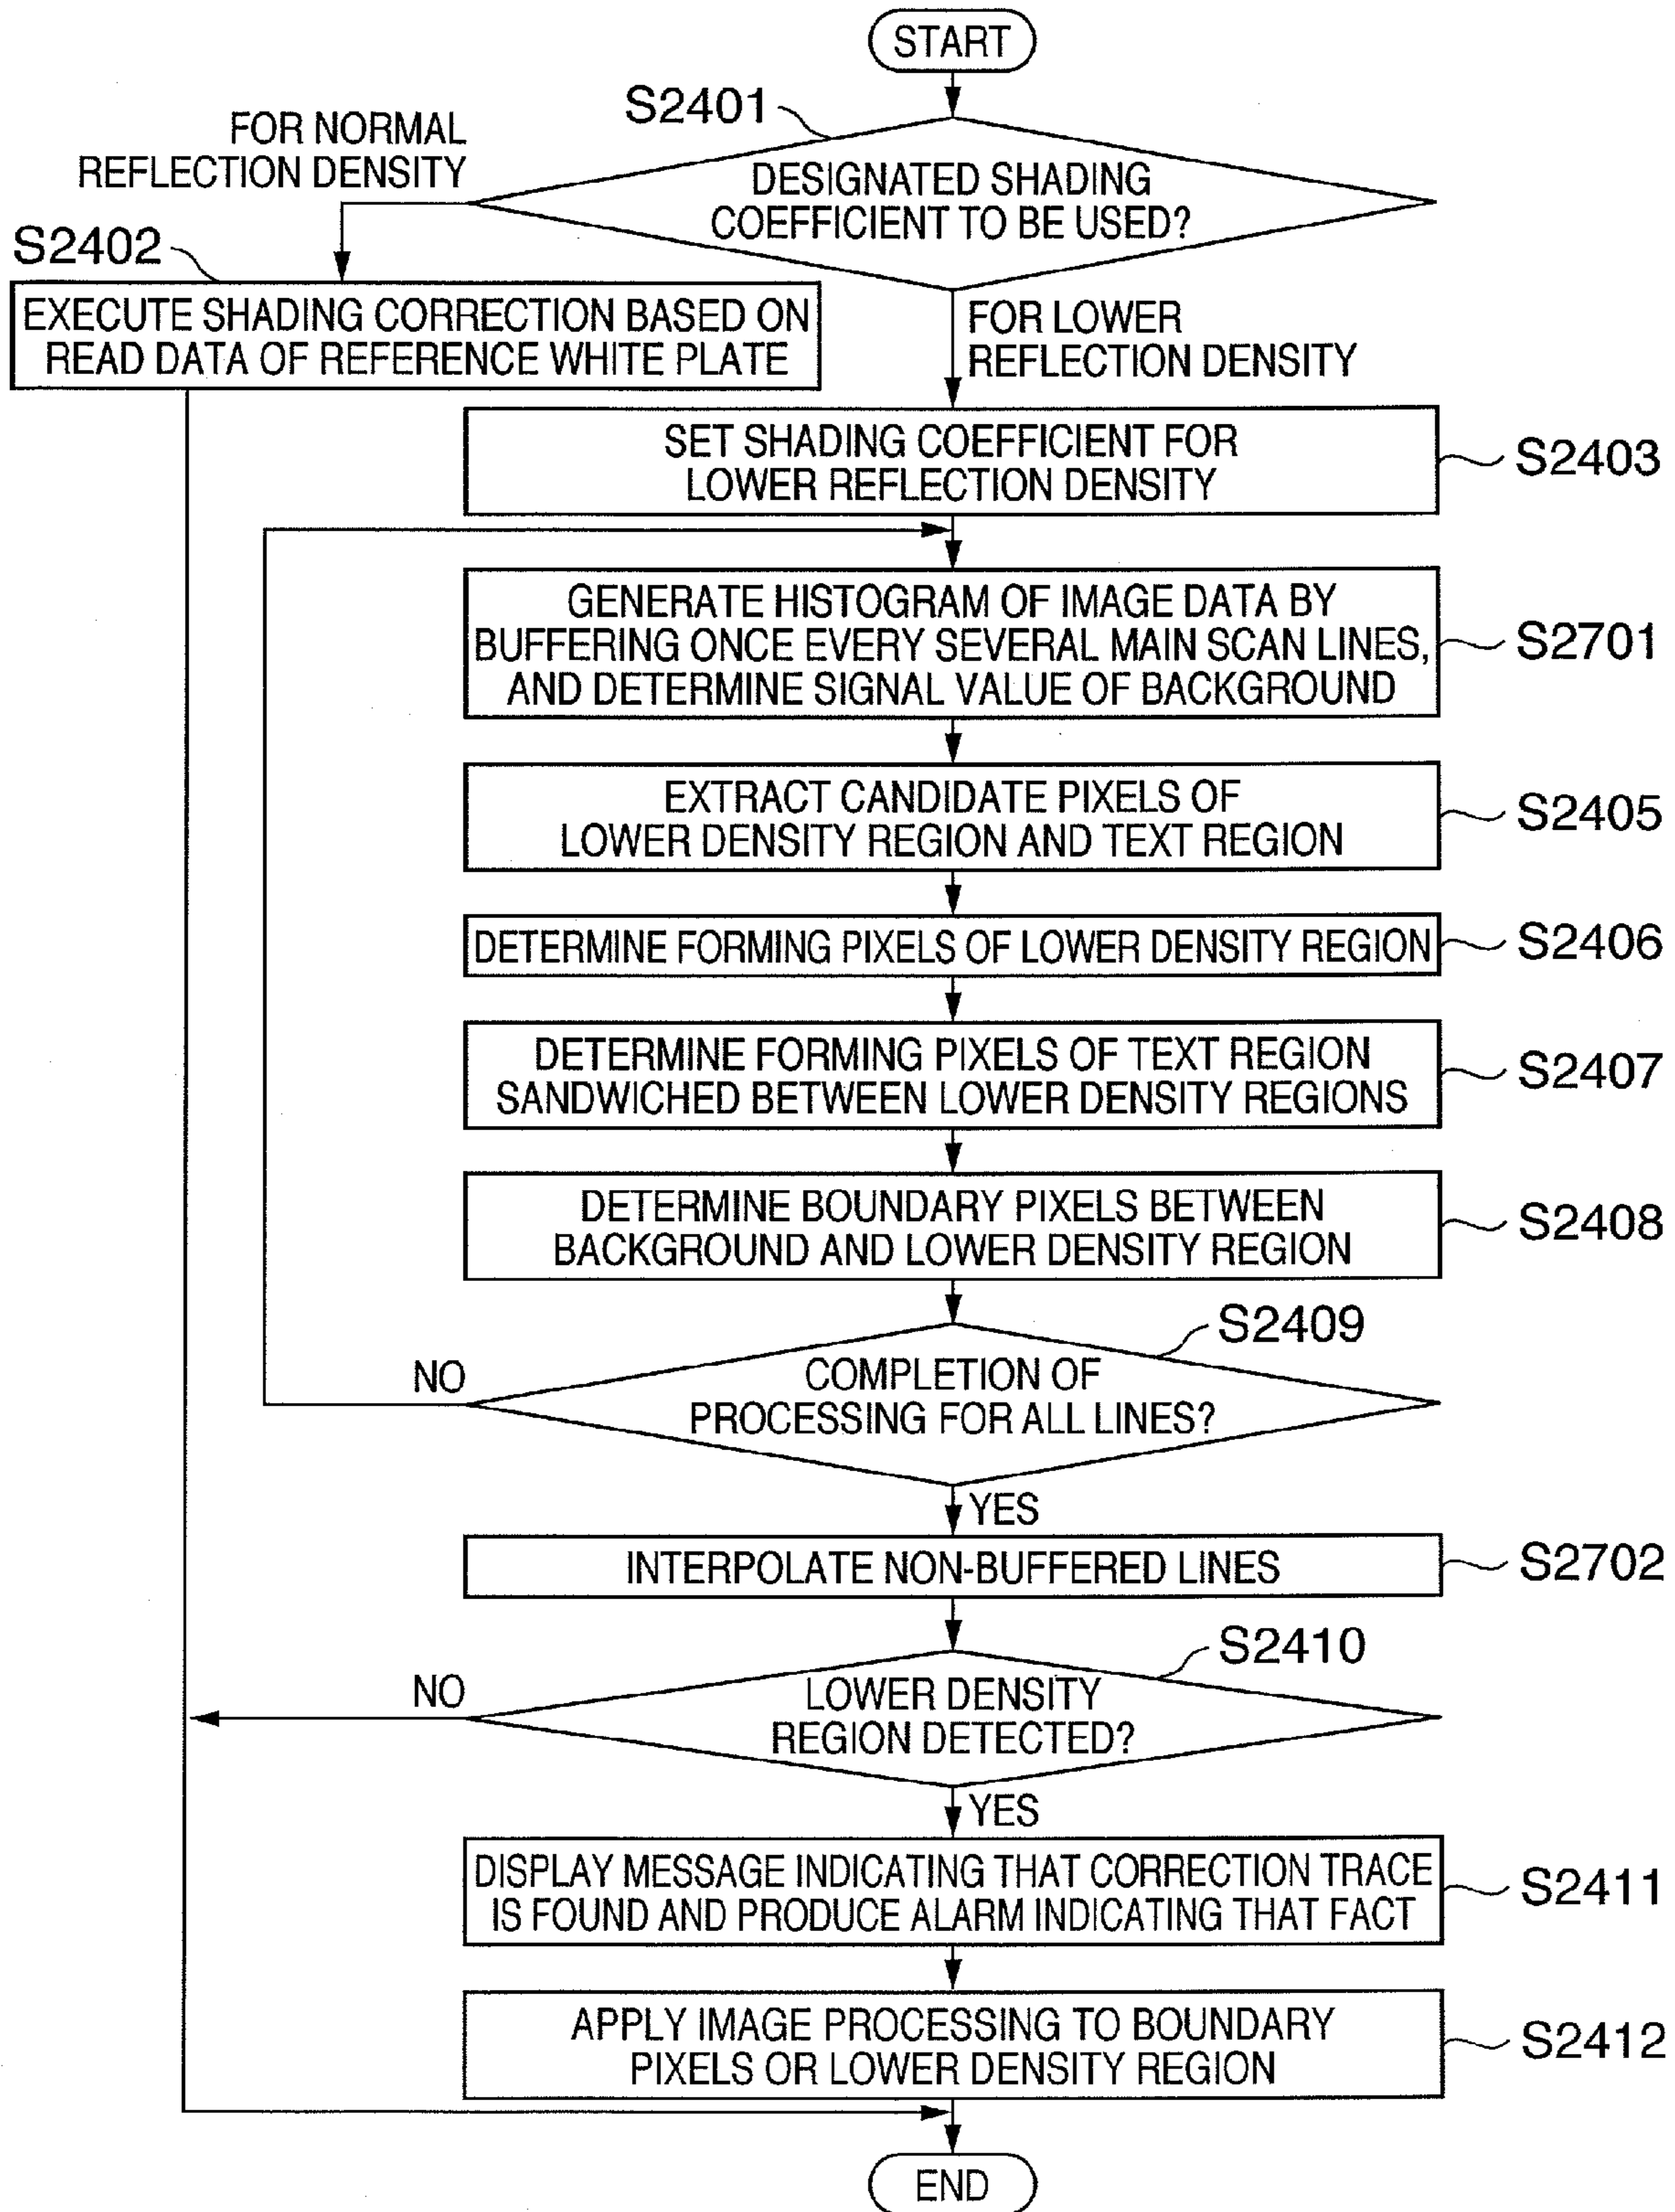 START
S2401
FOR NORMAL
REFLECTION DENSITY
DESIGNATED SHADING
COEFFICIENT TO BE USED?
S2402
EXECUTE SHADING CORRECTION BASED ON
READ DATA OF REFERENCE WHITE PLATE
FOR LOWER
REFLECTION DENSITY
SET SHADING COEFFICIENT FOR
LOWER REFLECTION DENSITY
S2403
GENERATE HISTOGRAM OF IMAGE DATA BY
BUFFERING ONCE EVERY SEVERAL MAIN SCAN LINES,
AND DETERMINE SIGNAL VALUE OF BACKGROUND
S2701
EXTRACT CANDIDATE PIXELS OF
LOWER DENSITY REGION AND TEXT REGION
S2405
DETERMINE FORMING PIXELS OF LOWER DENSITY REGION
S2406
DETERMINE FORMING PIXELS OF TEXT REGION
SANDWICHED BETWEEN LOWER DENSITY REGIONS
S2407
DETERMINE BOUNDARY PIXELS BETWEEN
BACKGROUND AND LOWER DENSITY REGION
S2408
S2409
NO
COMPLETION OF
PROCESSING FOR ALL LINES?
YES
INTERPOLATE NON-BUFFERED LINES
S2702
S2410
NO
LOWER DENSITY
REGION DETECTED?
YES
DISPLAY MESSAGE INDICATING THAT CORRECTION TRACE
IS FOUND AND PRODUCE ALARM INDICATING THAT FACT
S2411
APPLY IMAGE PROCESSING TO BOUNDARY
PIXELS OR LOWER DENSITY REGION
S2412
END